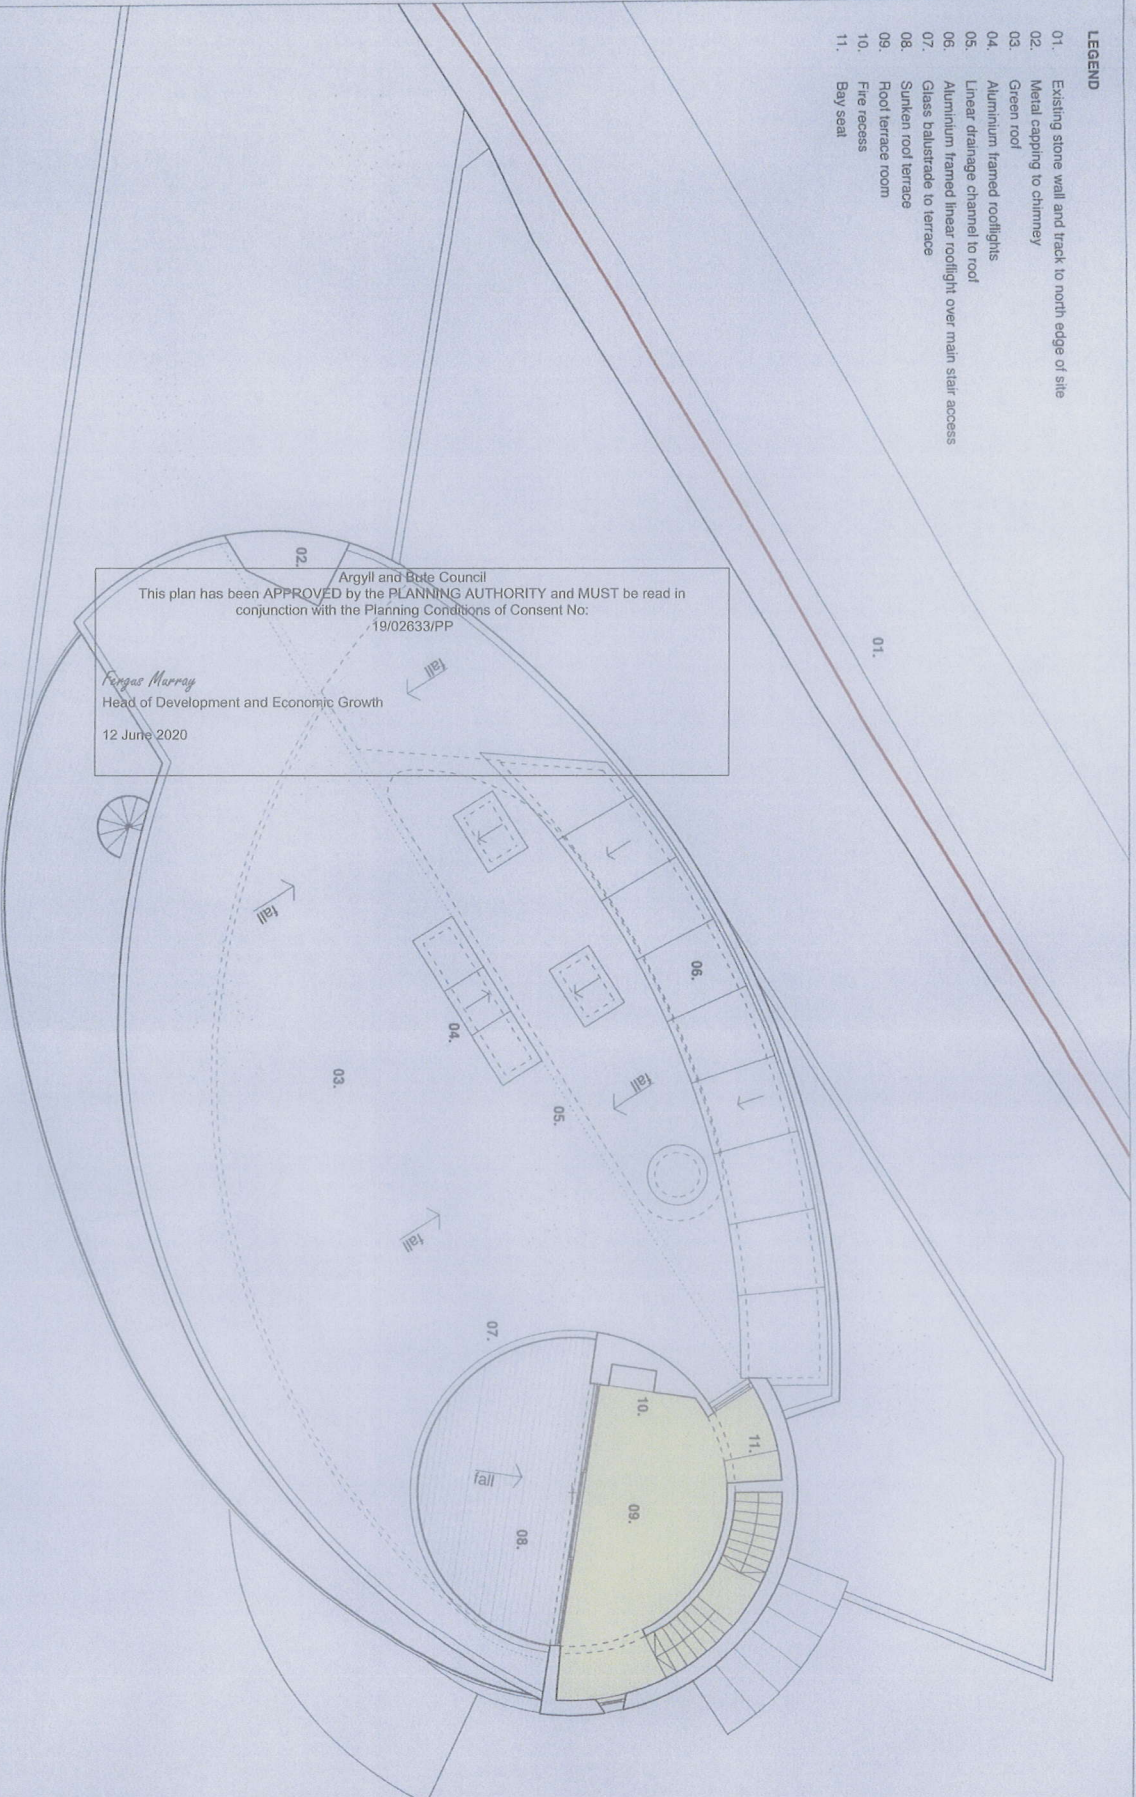 LEGEND
01. Existing stone wall and track to north edge of site
02. Metal capping to chimney
03. Green roof
04. Aluminium framed rooflights
05. Linear drainage channel to roof
06. Aluminium framed linear rooflight over main stair access
07. Glass balustrade to terrace
08. Sunken roof terrace
09. Roof terrace room
10. Fire recess
11. Bay seat
01.
02.
Argyll and Bute Council
This plan has been APPROVED by the PLANNING AUTHORITY and MUST be read in
conjunction with the Planning Conditions of Consent No:
19/02633/PP
Fergus Murray
Head of Development and Economic Growth
12 June 2020
fall
fall
06.
04.
03.
fall
05.
fall
07.
10.
11.
fall
09.
08.